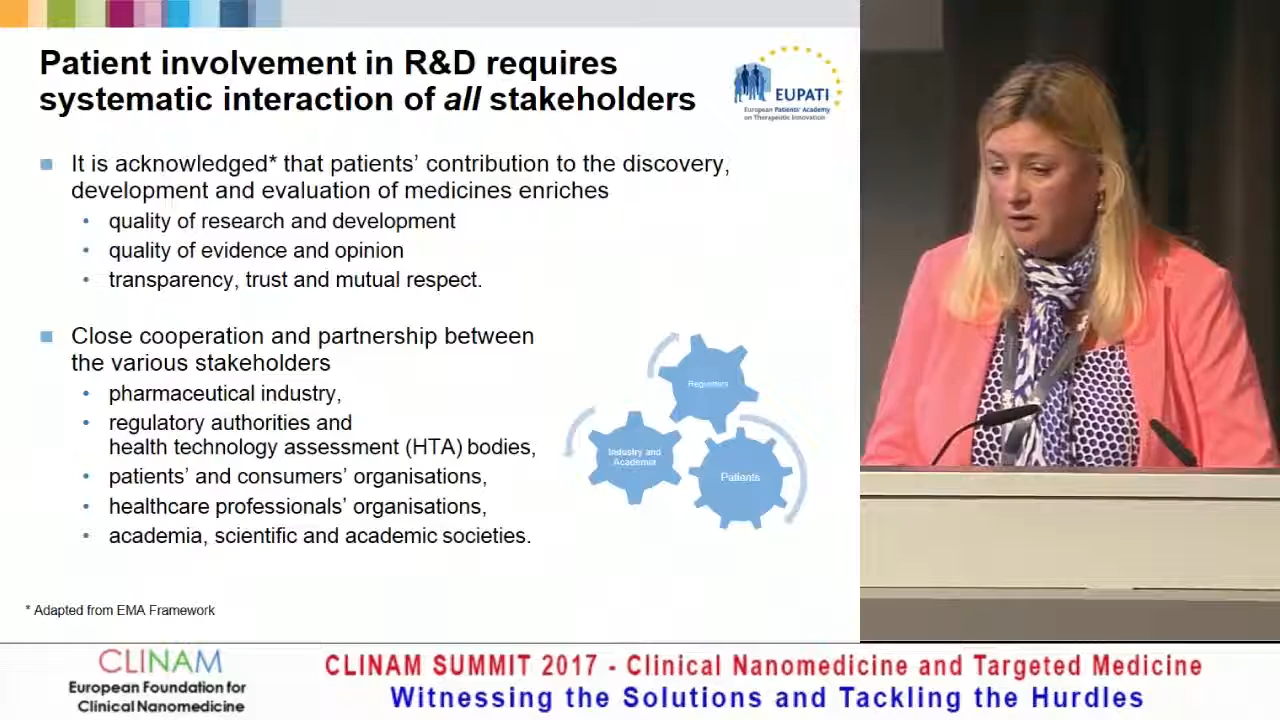 Patient involvement in R&D requires
systematic interaction of all stakeholders
EUPATI
European Patients' Academy
on Therapeutic Innovation
It is acknowledged* that patients' contribution to the discovery,
development and evaluation of medicines enriches
• quality of research and development
• quality of evidence and opinion
• transparency, trust and mutual respect.
Close cooperation and partnership between
the various stakeholders
• pharmaceutical industry,
• regulatory authorities and
health technology assessment (HTA) bodies,
• patients' and consumers' organisations,
• healthcare professionals' organisations,
• academia, scientific and academic societies.
Regulators
Industry and
Academia
Patients
* Adapted from EMA Framework
CLINAM
European Foundation for
Clinical Nanomedicine
CLINAM SUMMIT 2017 - Clinical Nanomedicine and Targeted Medicine
Witnessing the Solutions and Tackling the Hurdles